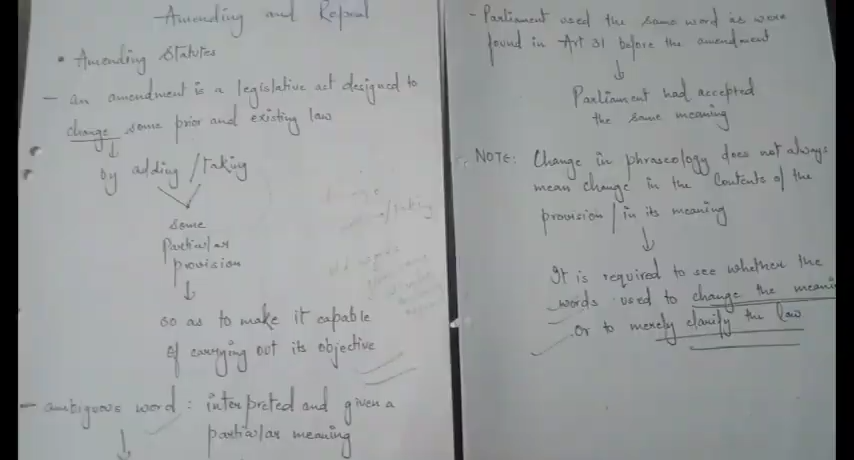 - Amending and Repeal
• Amending Statutes
- an amendment is a legislative act designed to
change some prior and existing law
↓
by adding / taking
some
Particular
provision
↓
so as to make it capable
of carrying out its objective
- ambiguous word : interpreted and given a
particular meaning
↓
- Parliament used the same word as were
found in Art 31 before the amendment
↓
Parliament had accepted
the same meaning
NOTE: Change in phraseology does not always
mean change in the Contents of the
provision / in its meaning
↓
It is required to see whether the
words used to change the meani
or to merely clarify the law